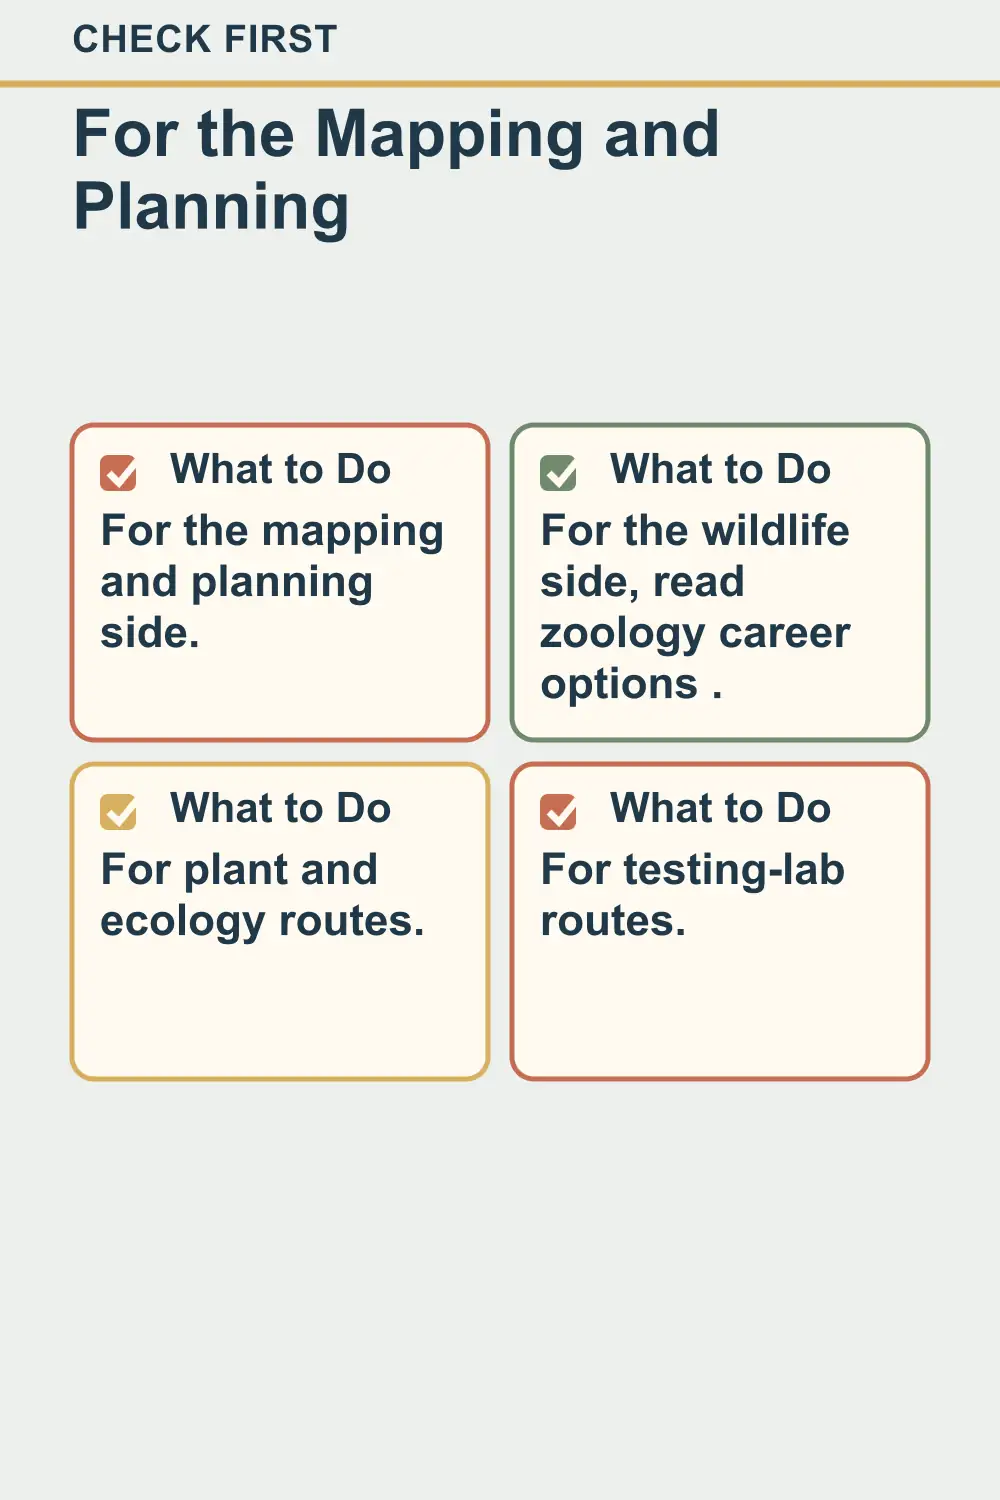 CHECK FIRST
For the Mapping and
Planning
What to Do
For the mapping
and planning
side.
What to Do
For the wildlife
side, read
zoology career
options .
What to Do
For plant and
ecology routes.
What to Do
For testing-lab
routes.